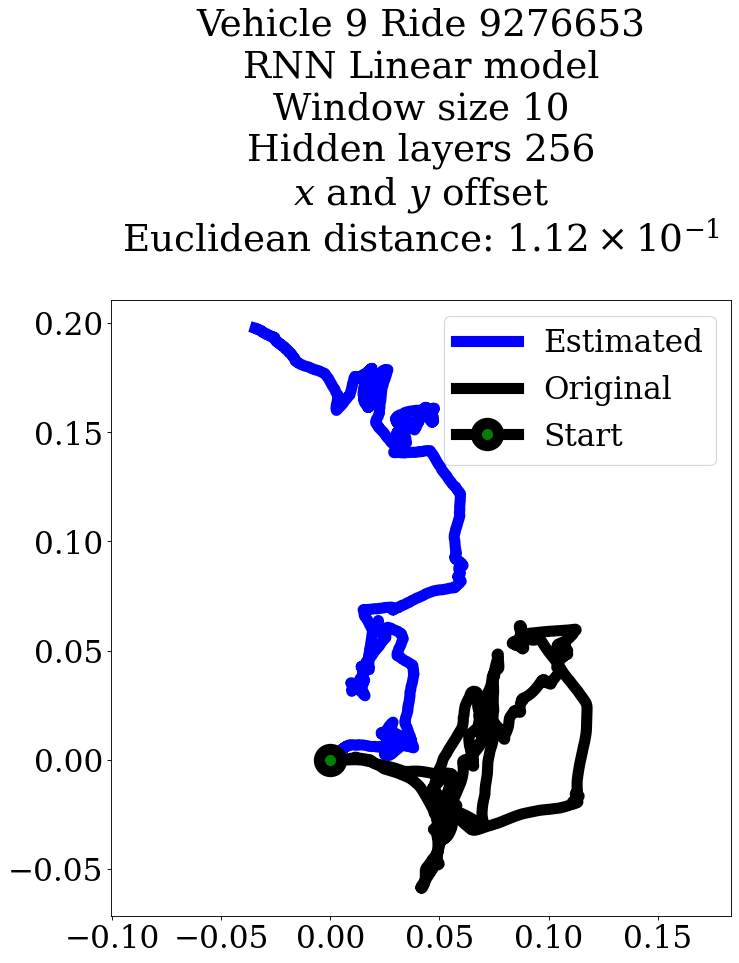 Vehicle 9 Ride 9276653
RNN Linear model
Window size 10
Hidden layers 256
x and y offset
Euclidean distance: 1.12 × 10⁻¹
Estimated
Original
Start
0.20
0.15
0.10
0.05
0.00
−0.05
−0.10 −0.05 0.00 0.05 0.10 0.15